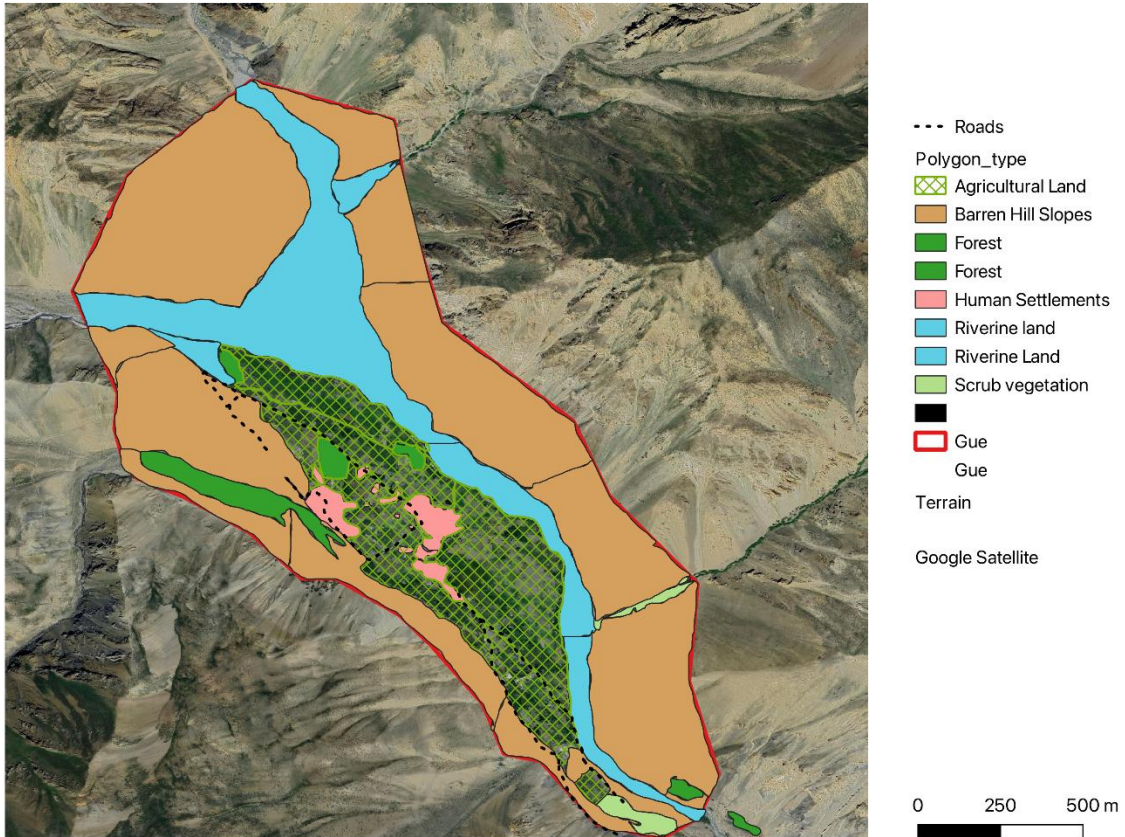 Roads
Polygon_type
Agricultural Land
Barren Hill Slopes
Forest
Forest
Human Settlements
Riverine land
Riverine Land
Scrub vegetation
Gue
Gue
Terrain
Google Satellite
0 250 500 m